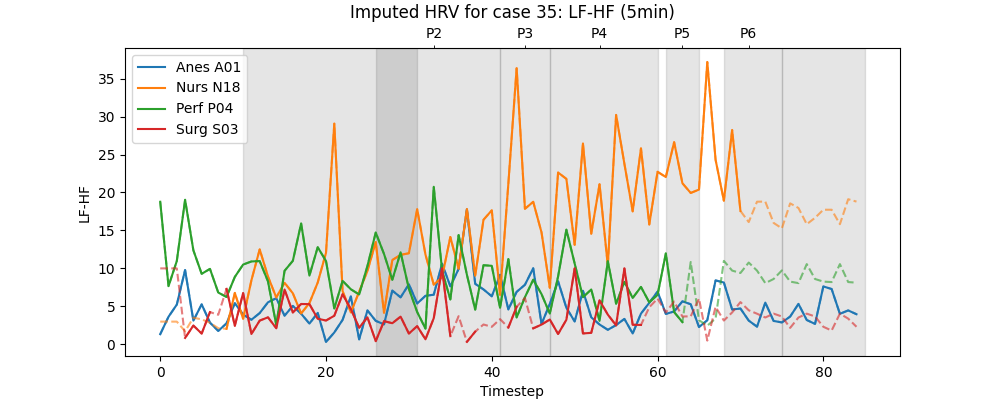 Imputed HRV for case 35: LF-HF (5min)
P2 P3 P4 P5 P6
Anes A01
Nurs N18
Perf P04
Surg S03
LF-HF
35
30
25
20
15
10
5
0
0 20 40 60 80
Timestep